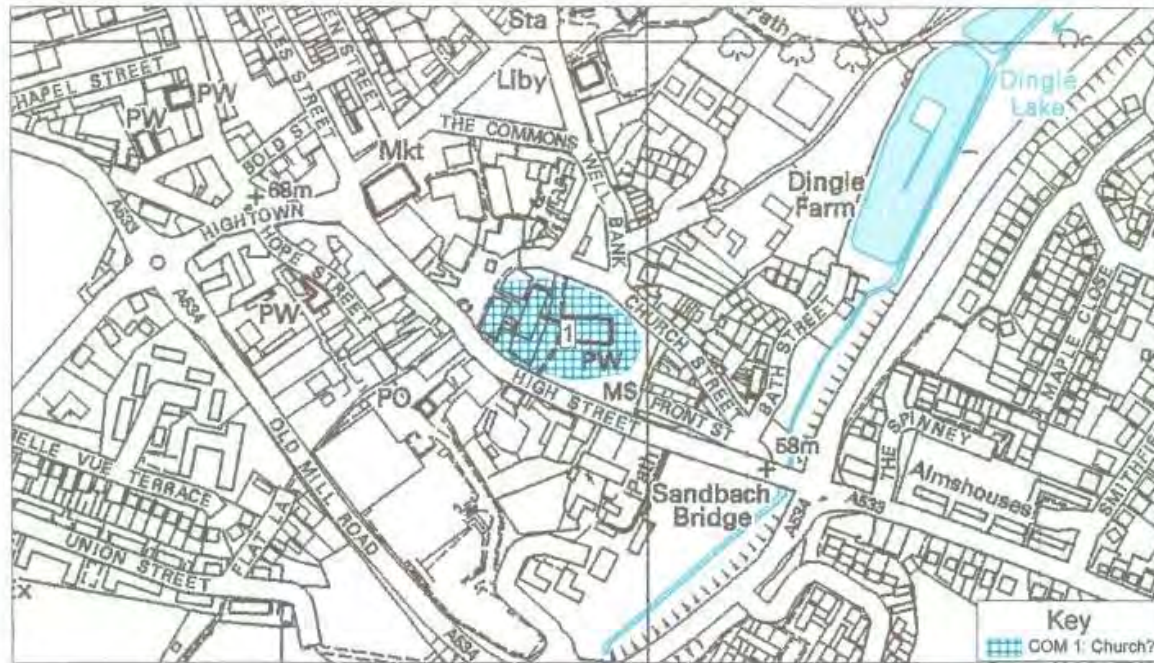 Sta
Path
CHAPEL STREET
PW
PW
Liby
Dingle
Lake
THE COMMONS
WELL
BANK
Mkt
BOLD ST
68m
HIGHTOWN
HOPE STREET
A533
A534
PW
Dingle
Farm
CHURCH STREET
1
PW
MS
HIGH STREET
FRONT ST
BATH STREET
MAPLE CLOSE
PO
OLD MILL ROAD
58m
THE SPINNEY
Path
Sandbach
Bridge
Almshouses
A533
A534
TERRACE
FLAT LA
UNION STREET
A534
Key
COM 1: Church?